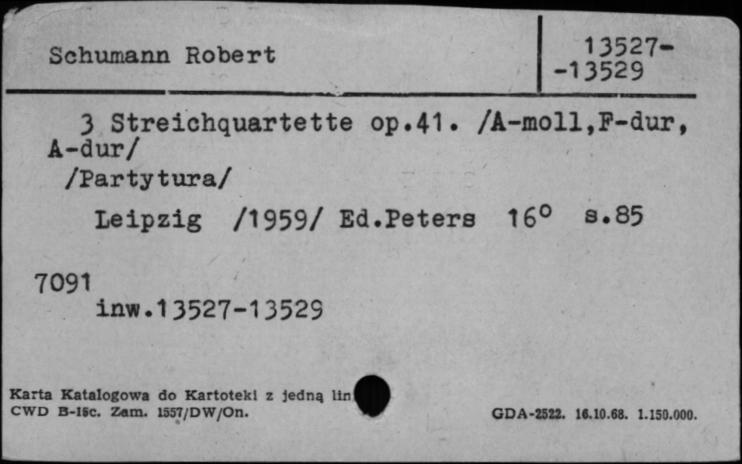 Schumann Robert
13527-
-13529
3 Streichquartette op.41. /A-moll,F-dur,
A-dur/
/Partytura/
Leipzig /1959/ Ed.Peters 16° s.85
7091
inw.13527-13529
Karta Katalogowa do Kartoteki z jedną lin
CWD B-15c. Zam. 1557/DW/On.
GDA-2522. 16.10.68. 1.150.000.